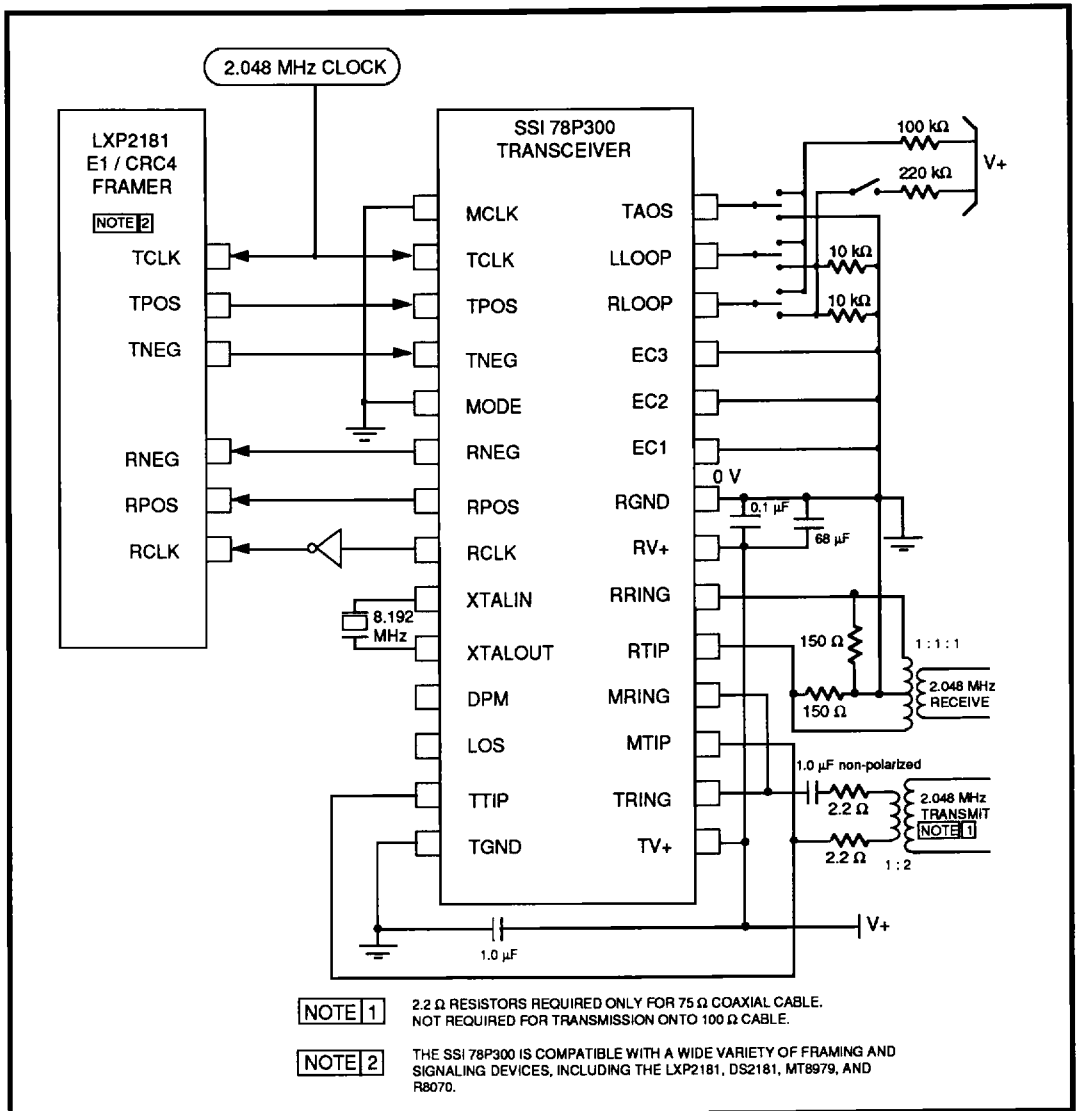 2.048 MHz CLOCK
LXP2181
E1 / CRC4
FRAMER
NOTE 2
TCLK
TPOS
TNEG
RNEG
RPOS
RCLK
SSI 78P300
TRANSCEIVER
MCLK
TCLK
TPOS
TNEG
MODE
RNEG
RPOS
RCLK
XTALIN
XTALOUT
DPM
LOS
TTIP
TGND
8.192
MHz
TAOS
LLOOP
RLOOP
EC3
EC2
EC1
RGND
RV+
RRING
RTIP
MRING
MTIP
TRING
TV+
100 kΩ
220 kΩ
V+
10 kΩ
10 kΩ
0 V
0.1 µF
68 µF
150 Ω
150 Ω
1 : 1 : 1
2.048 MHz
RECEIVE
1.0 µF non-polarized
2.2 Ω
2.2 Ω
2.048 MHz
TRANSMIT
NOTE 1
1 : 2
V+
1.0 µF
NOTE 1
2.2 Ω RESISTORS REQUIRED ONLY FOR 75 Ω COAXIAL CABLE.
NOT REQUIRED FOR TRANSMISSION ONTO 100 Ω CABLE.
NOTE 2
THE SSI 78P300 IS COMPATIBLE WITH A WIDE VARIETY OF FRAMING AND
SIGNALING DEVICES, INCLUDING THE LXP2181, DS2181, MT8979, AND
R8070.